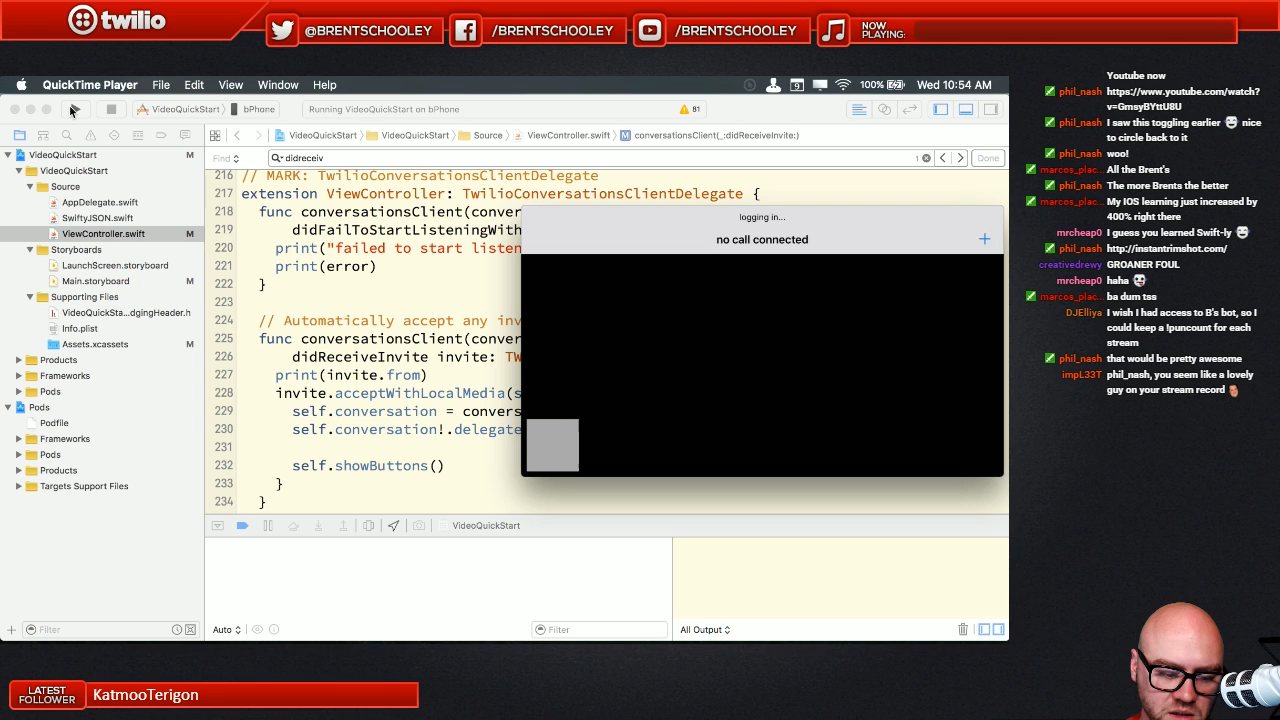 twilio
@BRENTSCHOOLEY
/BRENTSCHOOLEY
/BRENTSCHOOLEY
NOW
PLAYING:
QuickTime Player File Edit View Window Help
100%
Wed 10:54 AM
VideoQuickStart
bPhone
Running VideoQuickStart on bPhone
81
VideoQuickStart
VideoQuickStart
Source
ViewController.swift
M
conversationsClient(_:didReceiveInvite:)
Find
didreceiv
1
Done
VideoQuickStart M
VideoQuickStart
Source
AppDelegate.swift
SwiftyJSON.swift
ViewController.swift M
Storyboards
LaunchScreen.storyboard
Main.storyboard M
Supporting Files
VideoQuickSta...dgingHeader.h
Info.plist
Assets.xcassets M
Products
Frameworks
Pods
Pods
Podfile
Frameworks
Pods
Products
Targets Support Files
Filter
216 // MARK: TwilioConversationsClientDelegate
217 extension ViewController: TwilioConversationsClientDelegate {
218 func conversationsClient(conver
219 didFailToStartListeningWith
220 print("failed to start listen
221 print(error)
222 }
223
224 // Automatically accept any inv
225 func conversationsClient(conver
226 didReceiveInvite invite: TW
227 print(invite.from)
228 invite.acceptWithLocalMedia(s
229 self.conversation = convers
230 self.conversation!.delegate
231
232 self.showButtons()
233 }
234 }
logging in...
no call connected
+
VideoQuickStart
Auto
Filter
All Output
Youtube now
phil_nash https://www.youtube.com/watch?
v=GmsyBYttU8U
phil_nash I saw this toggling earlier nice
to circle back to it
phil_nash woo!
marcos_plac... All the Brent's
phil_nash The more Brents the better
marcos_plac... My IOS learning just increased by
400% right there
mrcheap0 I guess you learned Swift-ly
phil_nash http://instantrimshot.com/
creativedrewy GROANER FOUL
mrcheap0 haha
marcos_plac... ba dum tss
DJElliya I wish I had access to B's bot, so I
could keep a !puncount for each
stream
phil_nash that would be pretty awesome
impL33T phil_nash, you seem like a lovely
guy on your stream record
LATEST
FOLLOWER
KatmooTerigon